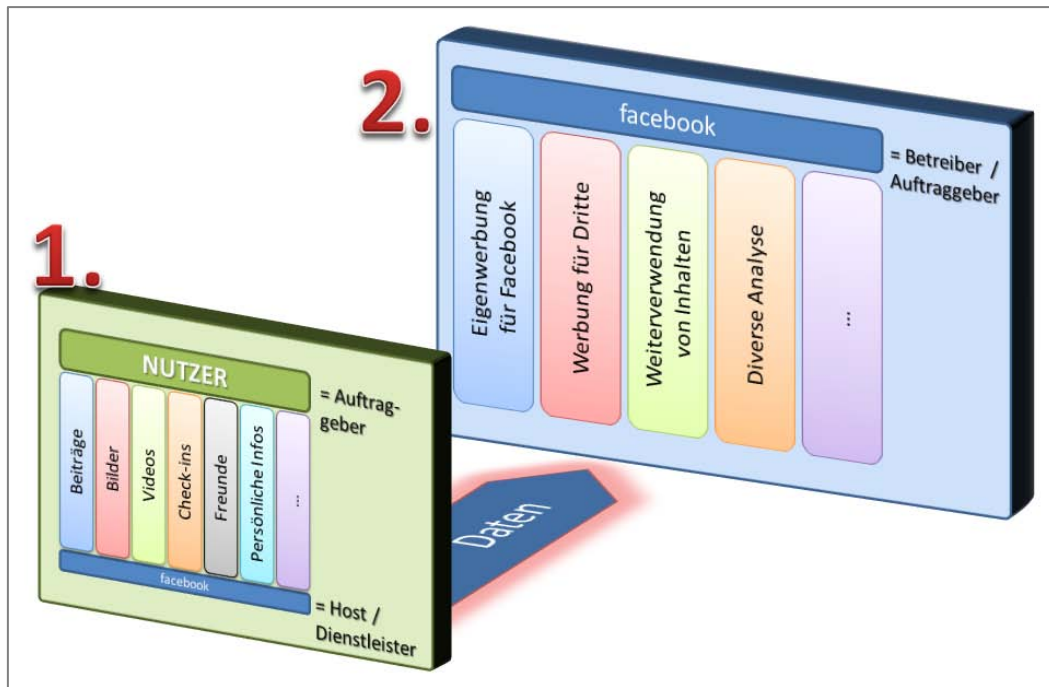 1.
NUTZER
= Auftrag-
geber
Beiträge
Bilder
Videos
Check-ins
Freunde
Persönliche Infos
...
facebook
= Host /
Dienstleister
Daten
2.
facebook
= Betreiber /
Auftraggeber
Eigenwerbung
für Facebook
Werbung für Dritte
Weiterverwendung
von Inhalten
Diverse Analyse
...